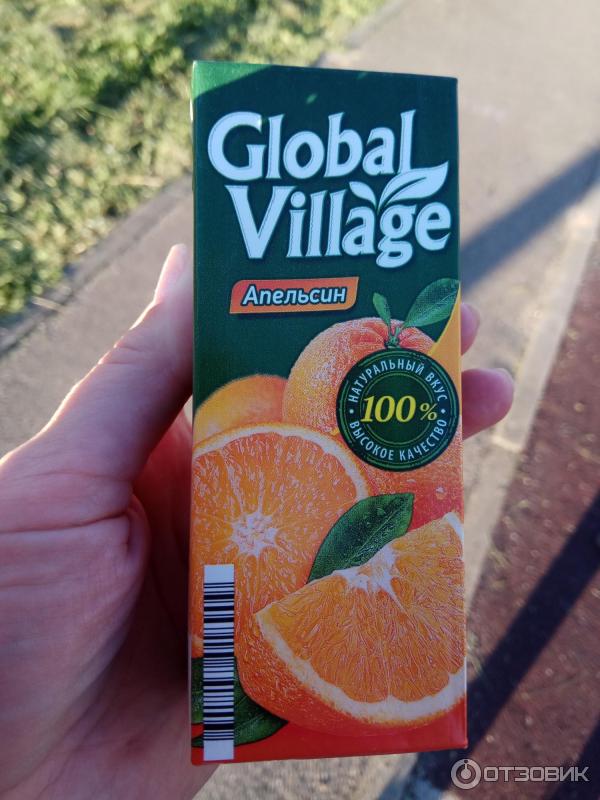 Global
Village
Апельсин
НАТУРАЛЬНЫЙ ВКУС
100%
ВЫСОКОЕ КАЧЕСТВО
ОТЗОВИК